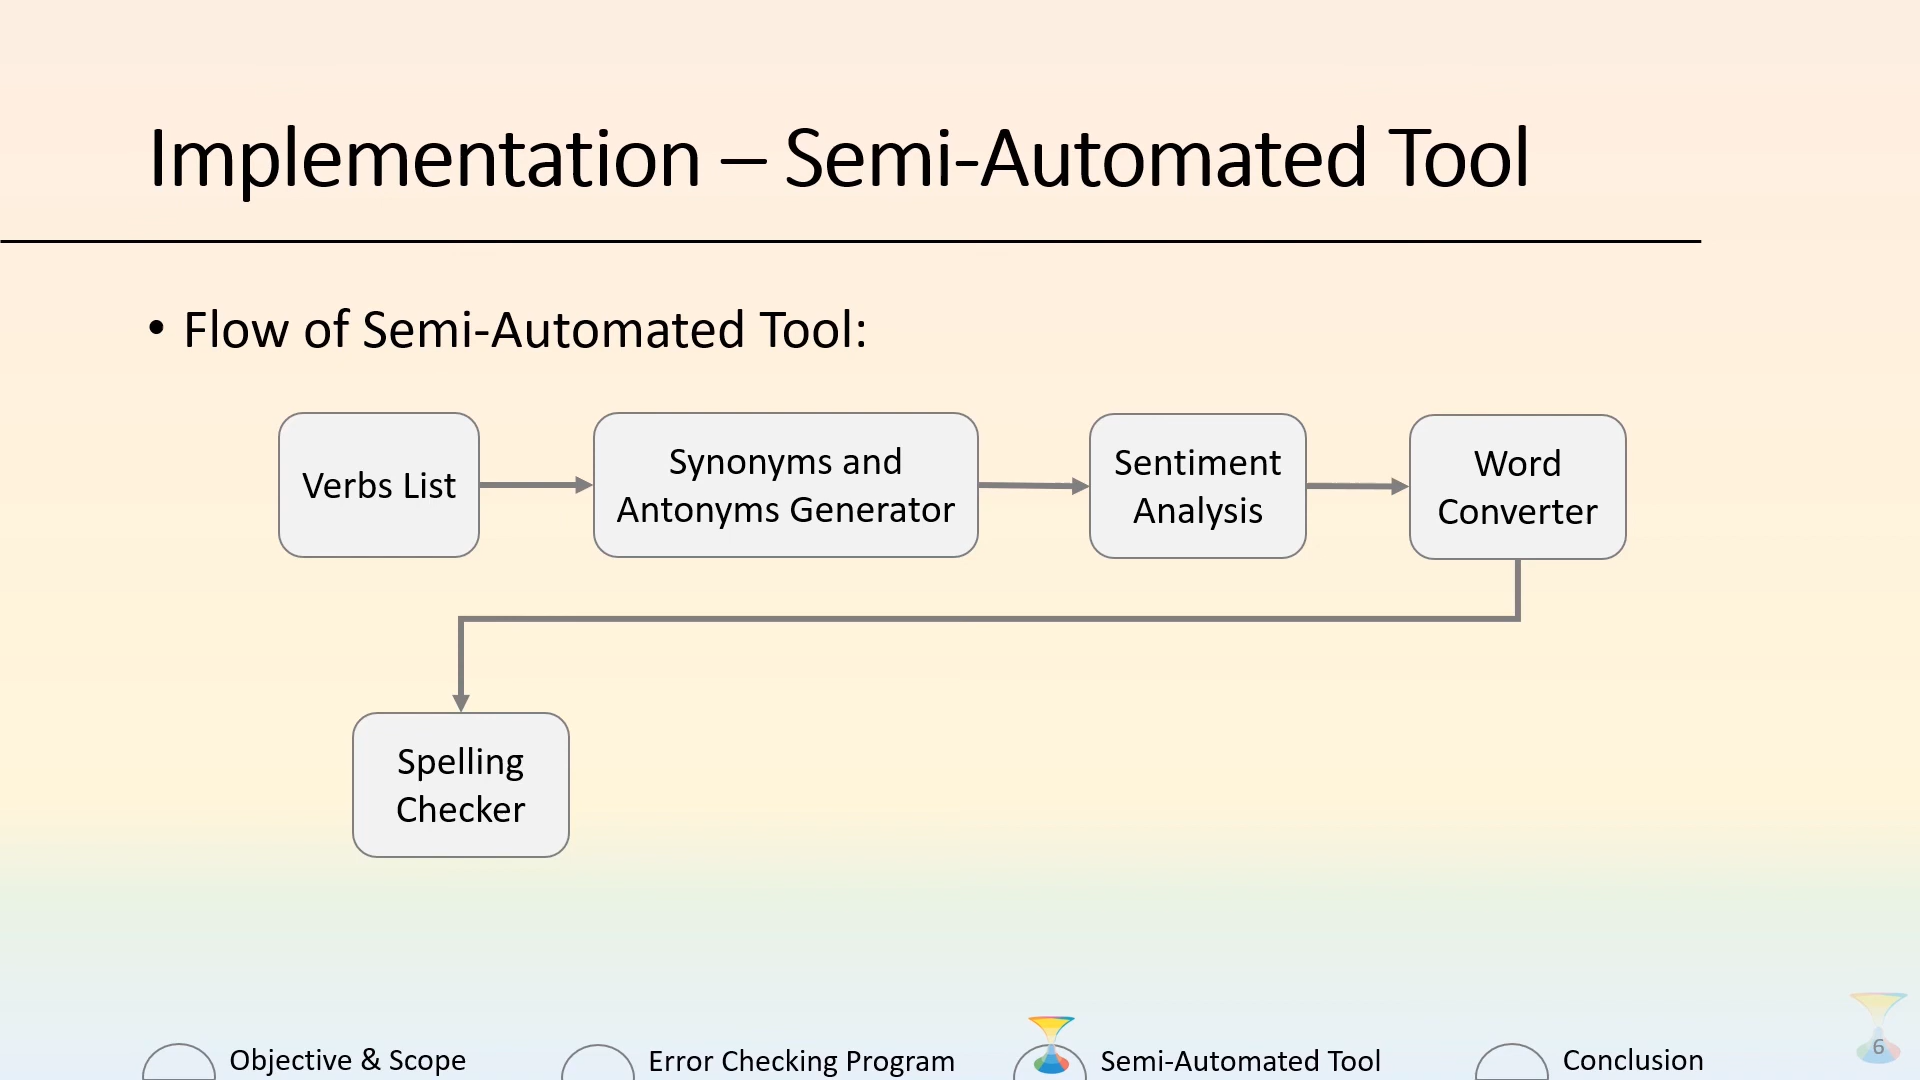 Implementation – Semi-Automated Tool
• Flow of Semi-Automated Tool:
Verbs List
Synonyms and
Antonyms Generator
Sentiment
Analysis
Word
Converter
Spelling
Checker
Objective & Scope
Error Checking Program
Semi-Automated Tool
Conclusion
6